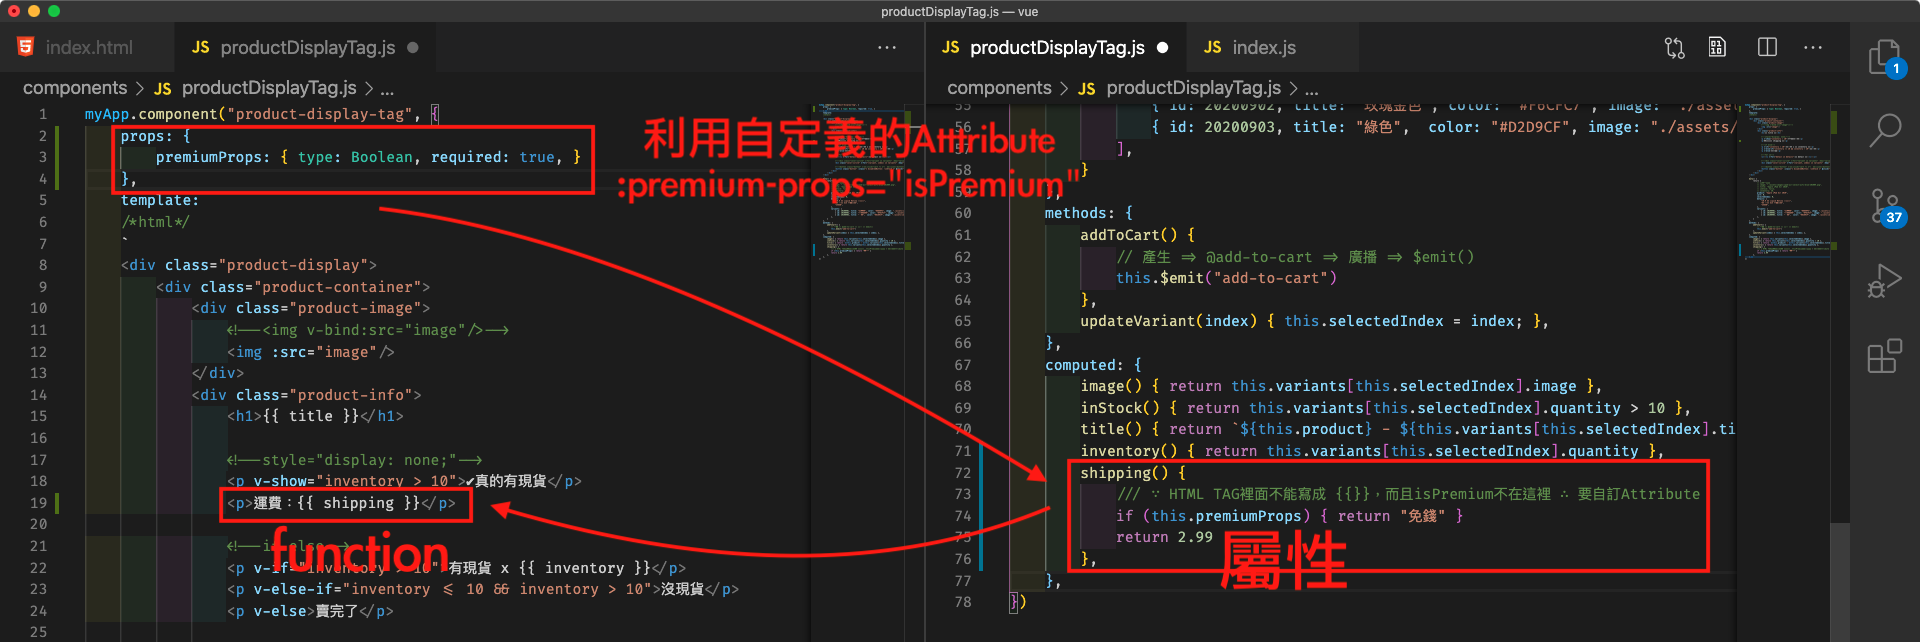 productDisplayTag.js — vue
index.html
JS productDisplayTag.js
components > JS productDisplayTag.js > ...
1 myApp.component("product-display-tag", {
2 props: {
3 premiumProps: { type: Boolean, required: true, }
4 },
5 template:
6 /*html*/
7 `
8 <div class="product-display">
9 <div class="product-container">
10 <div class="product-image">
11 <!--<img v-bind:src="image"/>-->
12 <img :src="image"/>
13 </div>
14 <div class="product-info">
15 <h1>{{ title }}</h1>
16
17 <!--style="display: none;"-->
18 <p v-show="inventory > 10">✔真的有現貨</p>
19 <p>運費：{{ shipping }}</p>
20
21 <!--if else-->
22 <p v-if="inventory > 10">有現貨 x {{ inventory }}</p>
23 <p v-else-if="inventory <= 10 && inventory > 10">沒現貨</p>
24 <p v-else>賣完了</p>
25
function
利用自定義的Attribute
:premium-props="isPremium"
JS productDisplayTag.js
JS index.js
components > JS productDisplayTag.js > ...
55 { id: 20200902, title: "玫瑰金色", color: "#F6CFC7", image: "./asset
56 { id: 20200903, title: "綠色", color: "#D2D9CF", image: "./assets/
57 ],
58 }
59 },
60 methods: {
61 addToCart() {
62 // 產生 => @add-to-cart => 廣播 => $emit()
63 this.$emit("add-to-cart")
64 },
65 updateVariant(index) { this.selectedIndex = index; },
66 },
67 computed: {
68 image() { return this.variants[this.selectedIndex].image },
69 inStock() { return this.variants[this.selectedIndex].quantity > 10 },
70 title() { return `${this.product} - ${this.variants[this.selectedIndex].ti
71 inventory() { return this.variants[this.selectedIndex].quantity },
72 shipping() {
73 /// ∵ HTML TAG裡面不能寫成 {{}}，而且isPremium不在這裡 ∴ 要自訂Attribute
74 if (this.premiumProps) { return "免錢" }
75 return 2.99
76 },
77 },
78 })
屬性
1
37